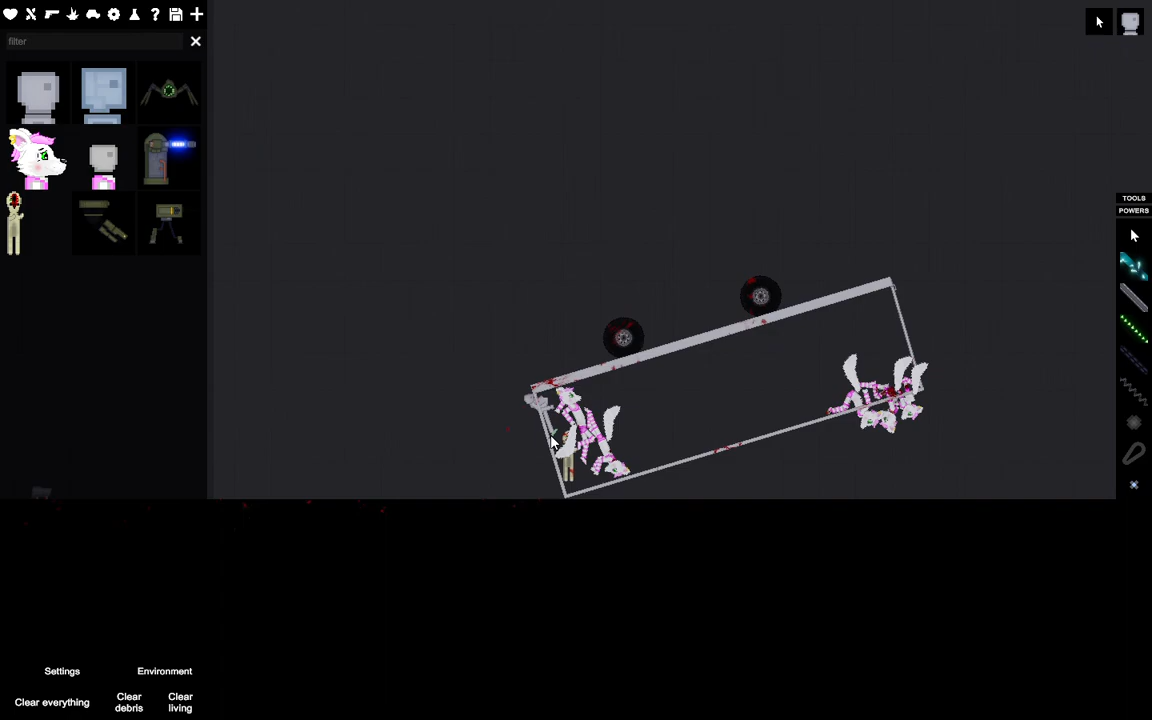 ?
filter
TOOLS
POWERS
Settings
Environment
Clear everything
Clear debris
Clear living